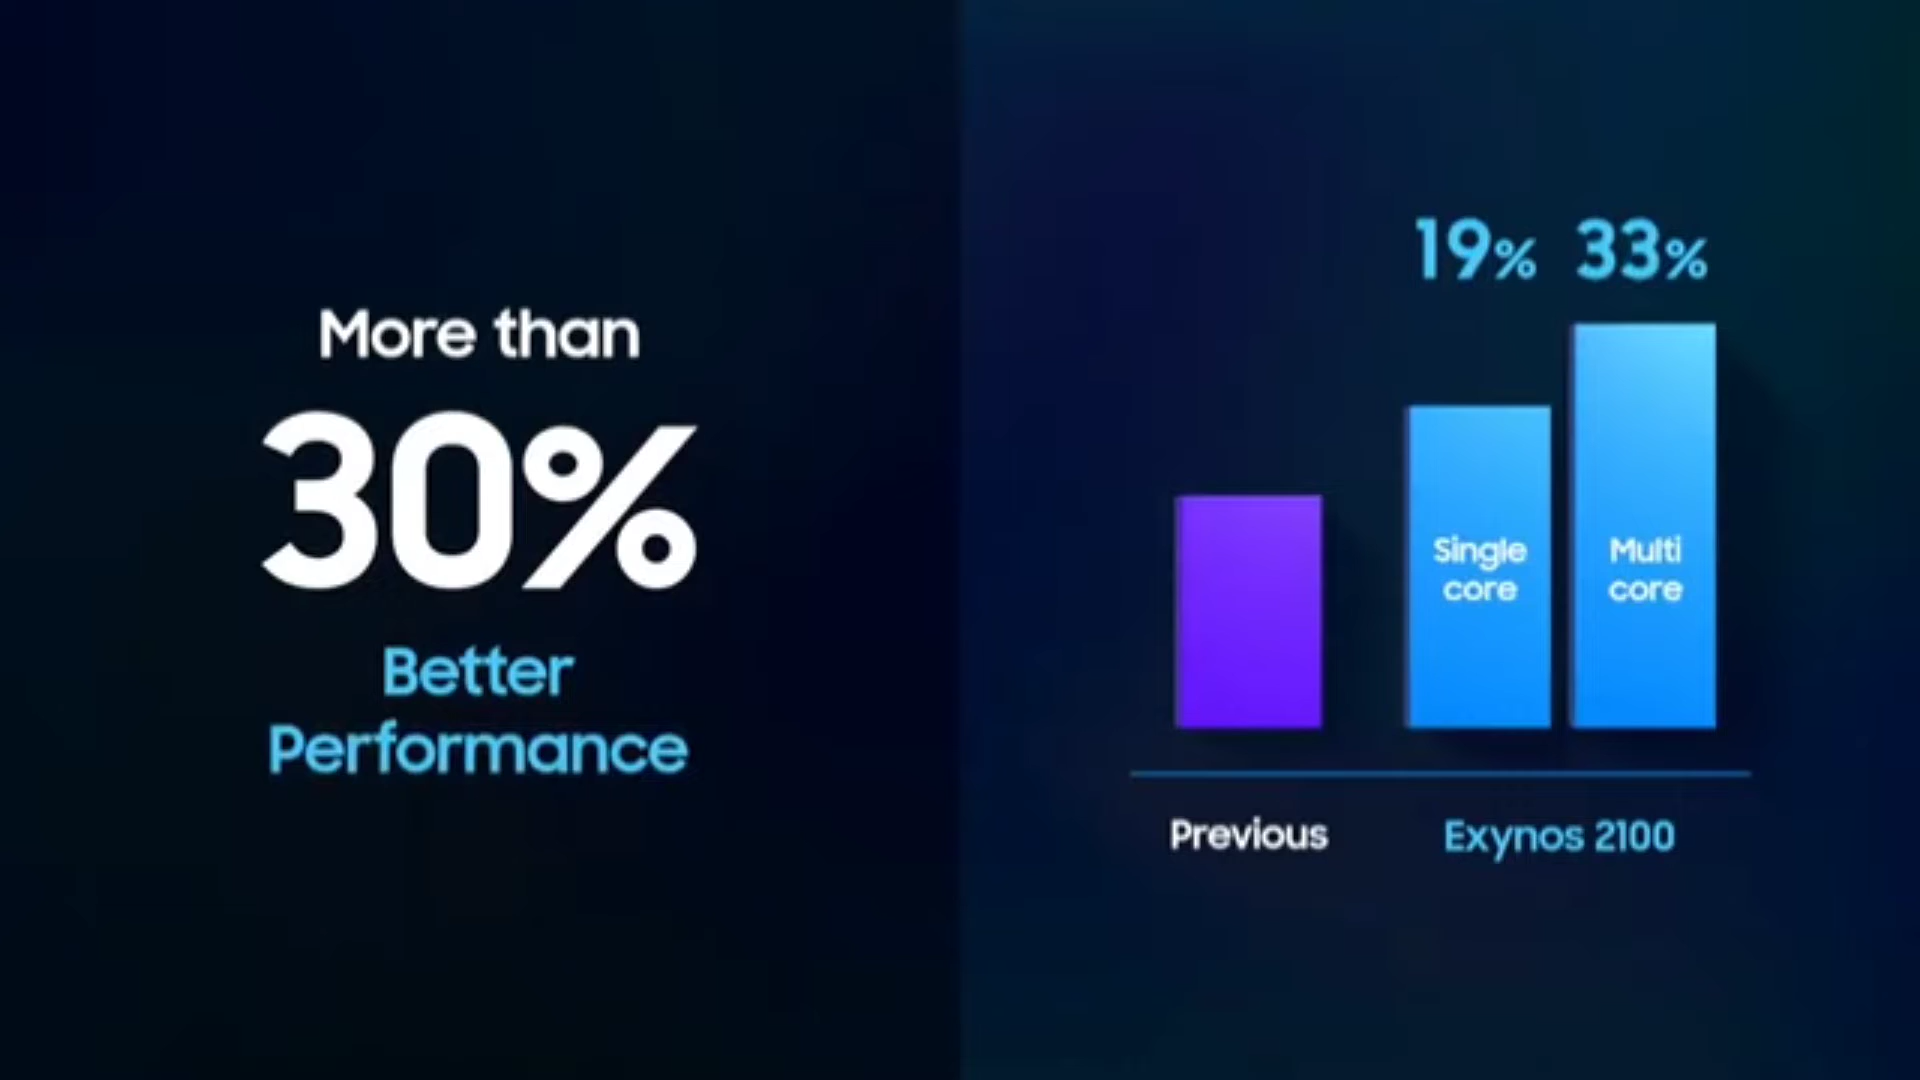 More than
30%
Better
Performance
19% 33%
Single
core
Multi
core
Previous
Exynos 2100